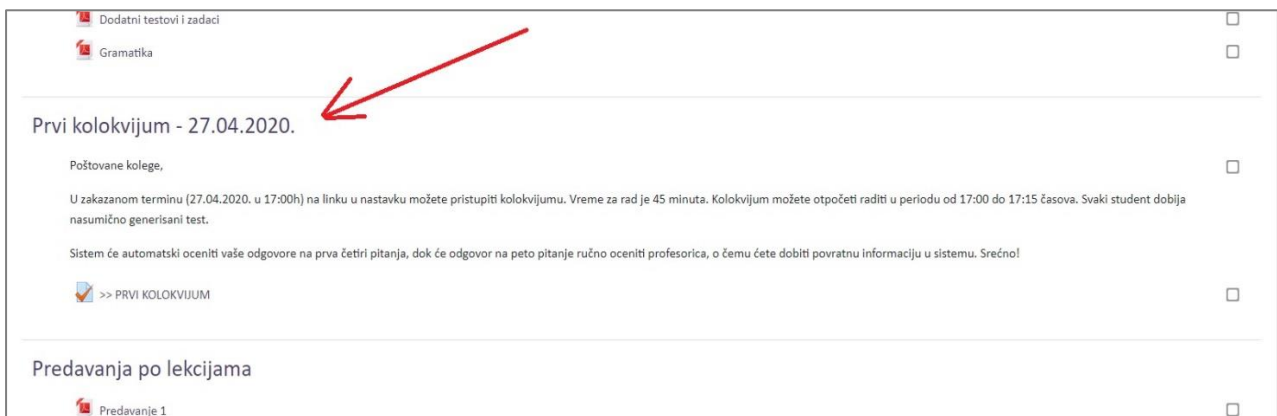 Dodatni testovi i zadaci
Gramatika
Prvi kolokvijum - 27.04.2020.
Poštovane kolege,
U zakazanom terminu (27.04.2020. u 17:00h) na linku u nastavku možete pristupiti kolokvijumu. Vreme za rad je 45 minuta. Kolokvijum možete otpočeti raditi u periodu od 17:00 do 17:15 časova. Svaki student dobija
nasumično generisani test.
Sistem će automatski oceniti vaše odgovore na prva četiri pitanja, dok će odgovor na peto pitanje ručno oceniti profesorica, o čemu ćete dobiti povratnu informaciju u sistemu. Srećno!
>> PRVI KOLOKVIJUM
Predavanja po lekcijama
Predavanje 1